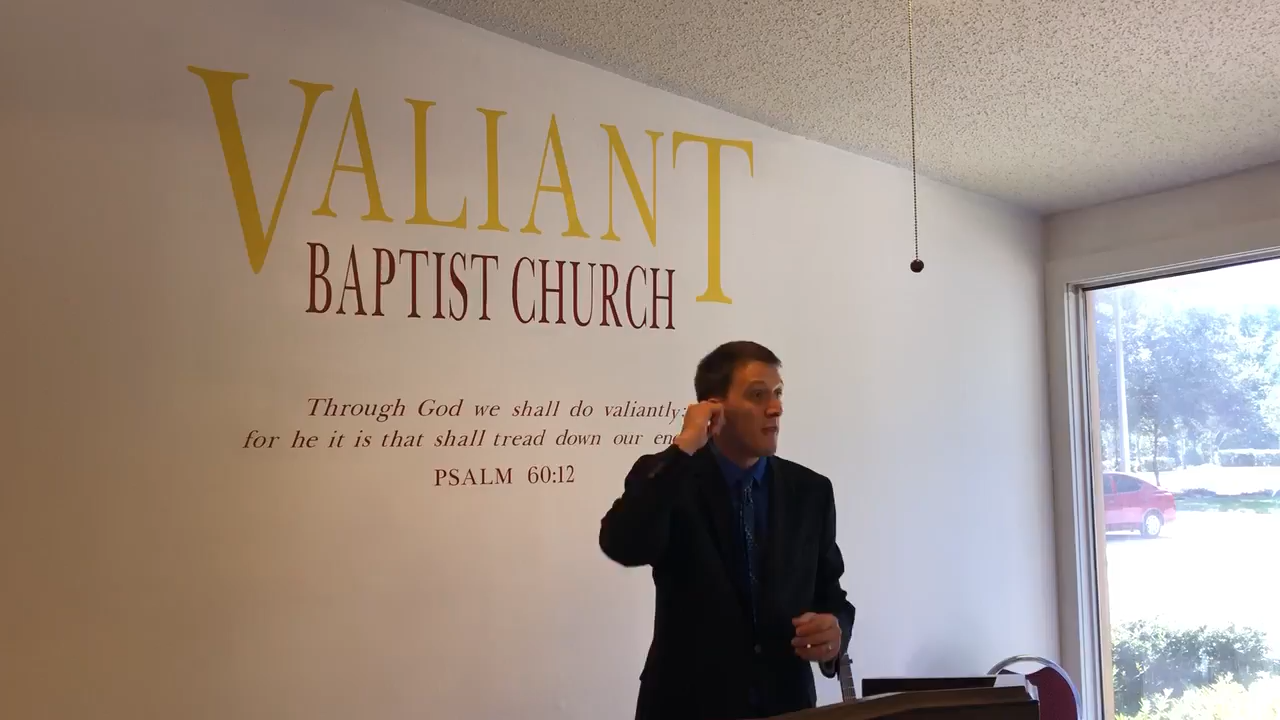 VALIANT
BAPTIST CHURCH
Through God we shall do valiantly:
for he it is that shall tread down our
PSALM 60:12